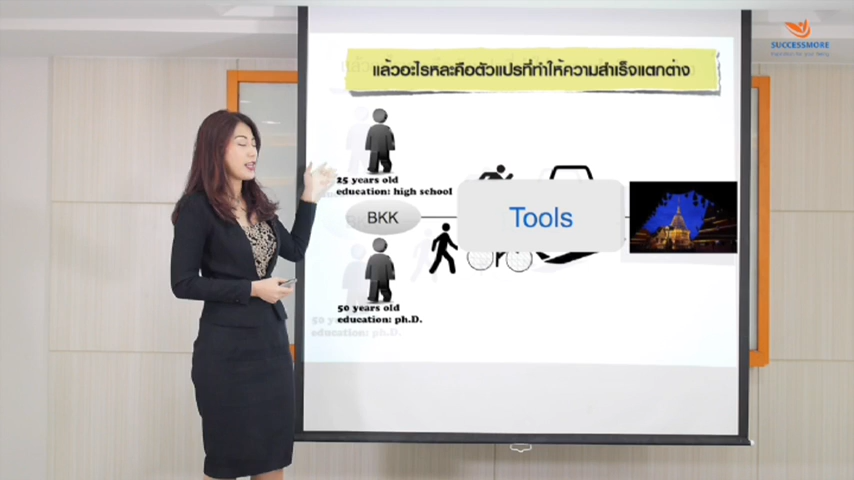 SUCCESSMORE
แล้วอะไรหละคือตัวแปรที่ทำให้ความสำเร็จแตกต่าง
25 years old
education: high school
BKK
Tools
50 years old
education: ph.D.